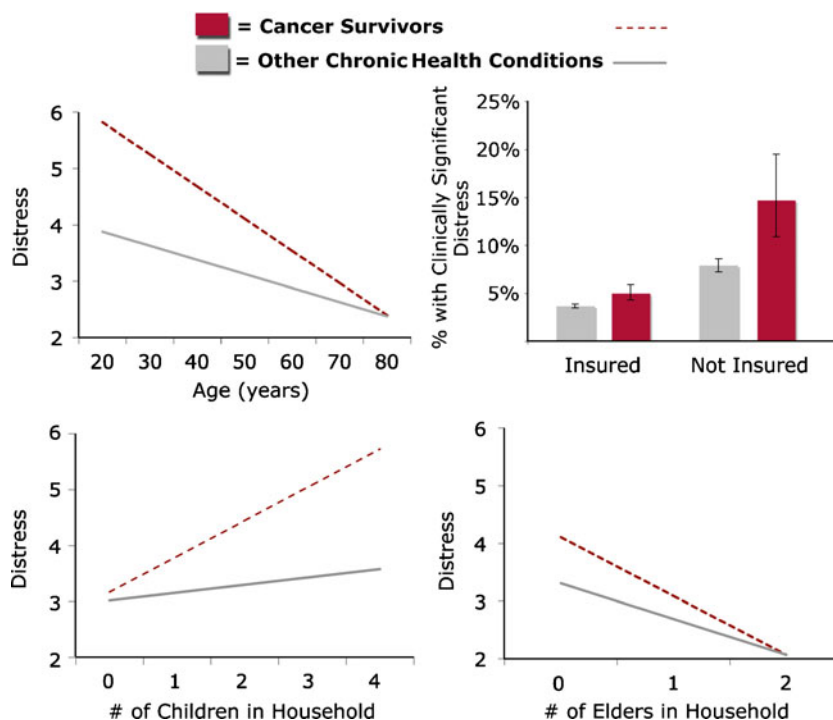 = Cancer Survivors
= Other Chronic Health Conditions
6
5
4
3
2
Distress
20 30 40 50 60 70 80
Age (years)
25%
20%
15%
10%
5%
% with Clinically Significant
Distress
Insured Not Insured
6
5
4
3
2
Distress
0 1 2 3 4
# of Children in Household
6
5
4
3
2
Distress
0 1 2
# of Elders in Household